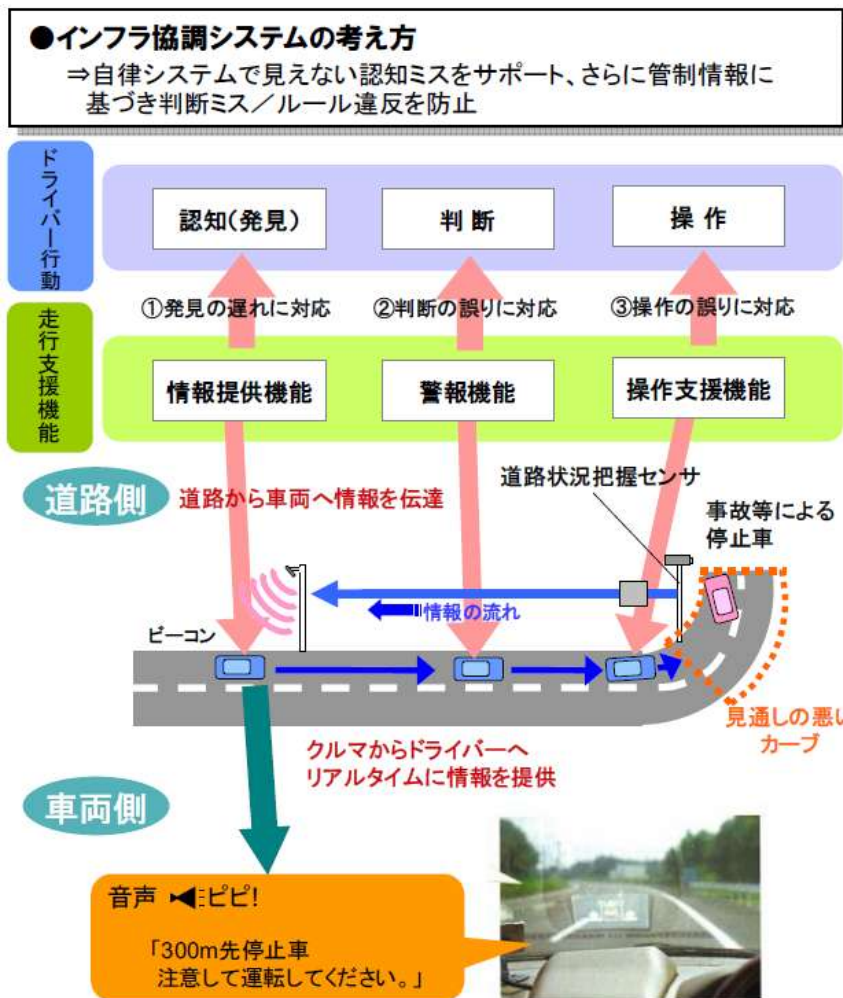 ●インフラ協調システムの考え方
⇒自律システムで見えない認知ミスをサポート、さらに管制情報に
基づき判断ミス／ルール違反を防止
ドライバー行動
認知(発見)
判 断
操 作
①発見の遅れに対応
②判断の誤りに対応
③操作の誤りに対応
走行支援機能
情報提供機能
警報機能
操作支援機能
道路側
道路から車両へ情報を伝達
道路状況把握センサ
事故等による
停止車
情報の流れ
ビーコン
見通しの悪い
カーブ
クルマからドライバーへ
リアルタイムに情報を提供
車両側
音声 ピピ!
「300m先停止車
注意して運転してください。」